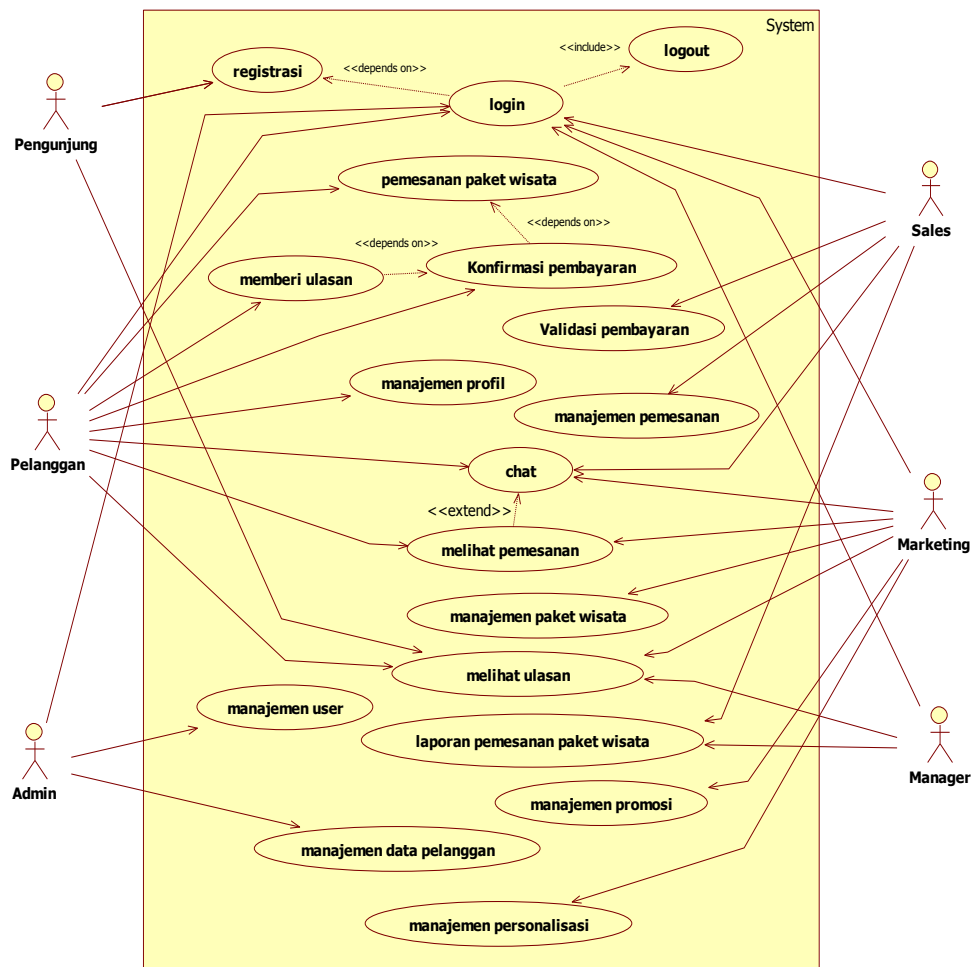 System
<<include>>
logout
registrasi
<<depends on>>
login
Pengunjung
pemesanan paket wisata
Sales
<<depends on>>
<<depends on>>
memberi ulasan
Konfirmasi pembayaran
Validasi pembayaran
manajemen profil
manajemen pemesanan
Pelanggan
chat
<<extend>>
melihat pemesanan
Marketing
manajemen paket wisata
melihat ulasan
manajemen user
laporan pemesanan paket wisata
Manager
Admin
manajemen promosi
manajemen data pelanggan
manajemen personalisasi